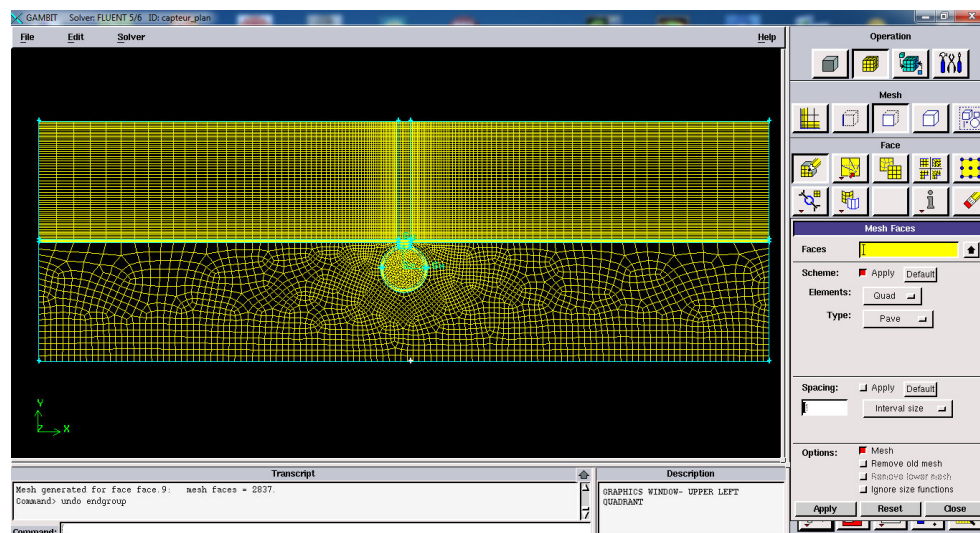 GAMBIT Solver: FLUENT 5/6 ID: capteur_plan
File Edit Solver Help
Operation
Mesh
Face
Mesh Faces
Faces
Scheme: Apply Default
Elements: Quad
Type: Pave
Spacing: Apply Default
Interval size
Options: Mesh
Remove old mesh
Remove lower mesh
Ignore size functions
Apply Reset Close
Y
Z X
Transcript
Mesh generated for face face.9: mesh faces = 2837.
Command> undo endgroup
Command:
Description
GRAPHICS WINDOW- UPPER LEFT
QUADRANT